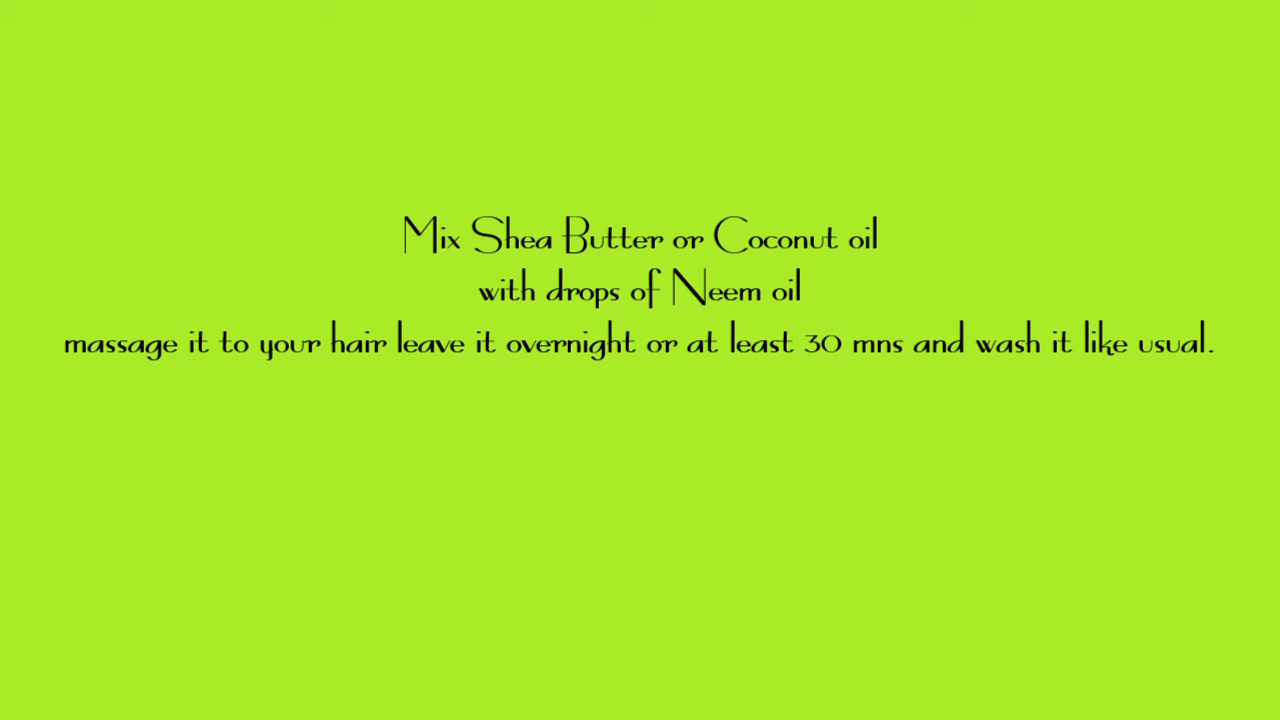 Mix Shea Butter or Coconut oil
with drops of Neem oil
massage it to your hair leave it overnight or at least 30 mns and wash it like usual.